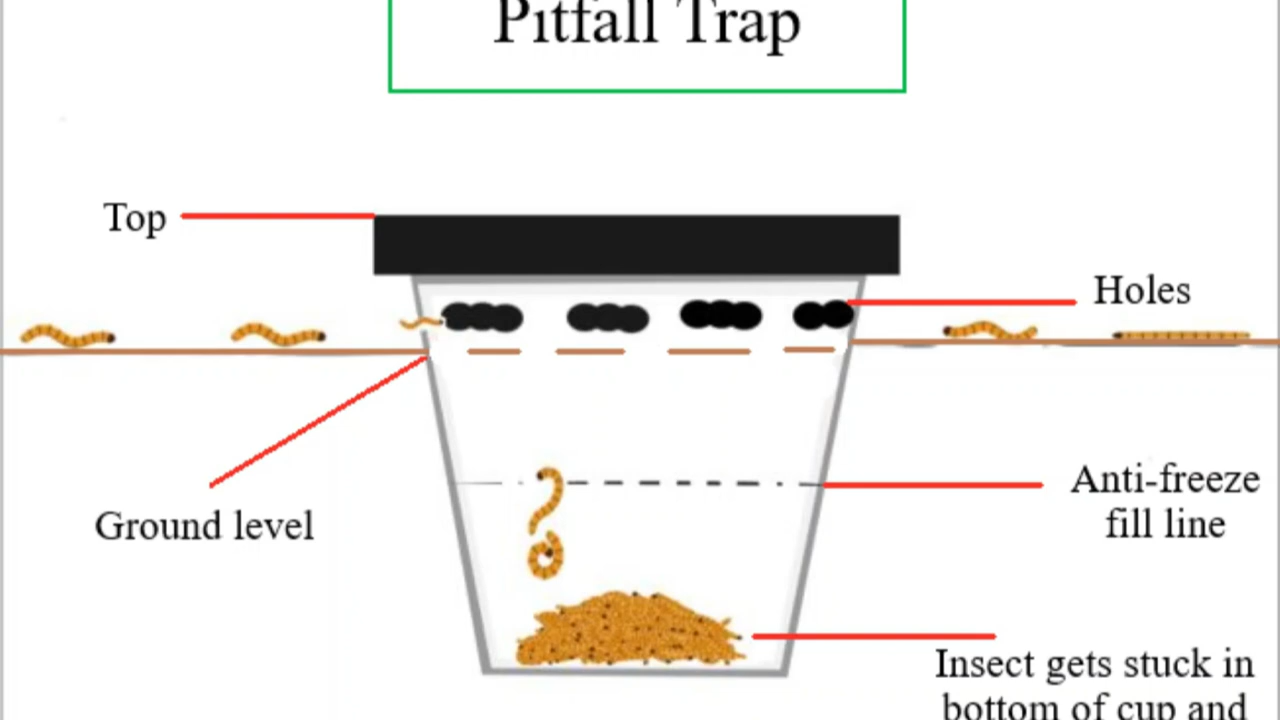 Pitfall Trap
Top
Holes
Anti-freeze
fill line
Ground level
Insect gets stuck in
bottom of cup and